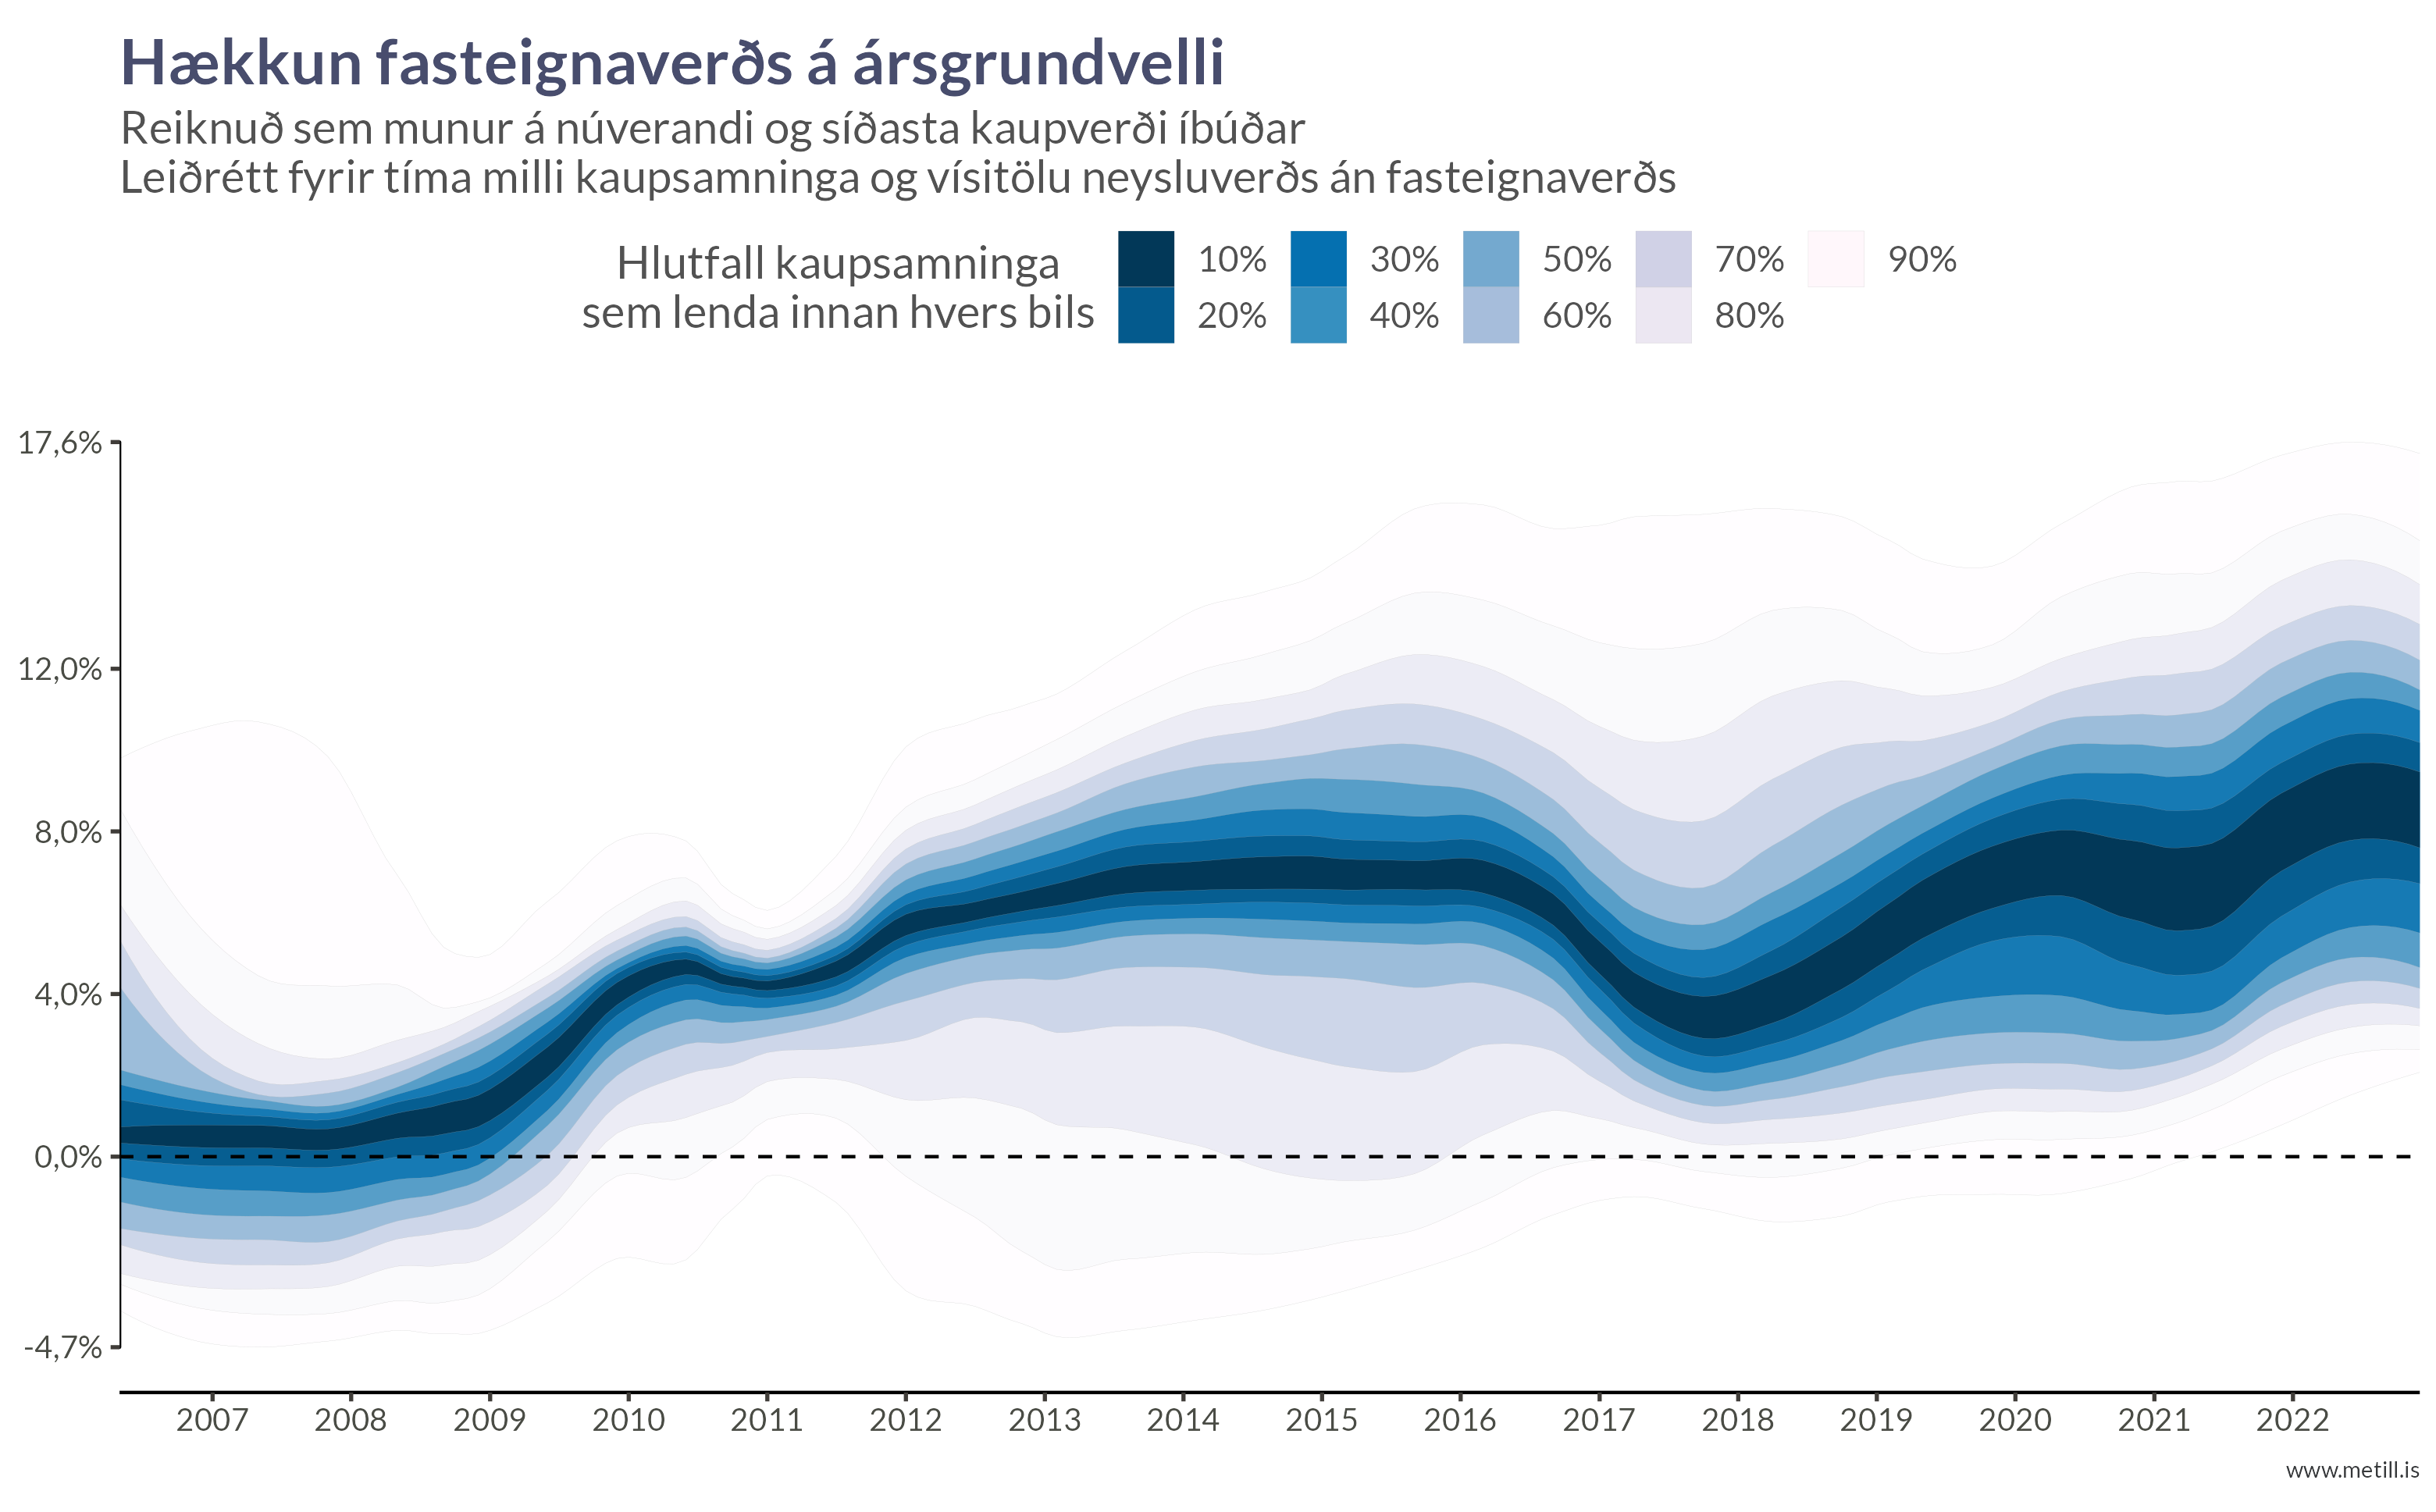 Hækkun fasteignaverðs á ársgrundvelli
Reiknuð sem munur á núverandi og síðasta kaupverði íbúðar
Leiðrétt fyrir tíma milli kaupsamninga og vísitölu neysluverðs án fasteignaverðs
Hlutfall kaupsamninga
sem lenda innan hvers bils
10% 30% 50% 70% 90%
20% 40% 60% 80%
17,6%
12,0%
8,0%
4,0%
0,0%
-4,7%
2007 2008 2009 2010 2011 2012 2013 2014 2015 2016 2017 2018 2019 2020 2021 2022
www.metill.is